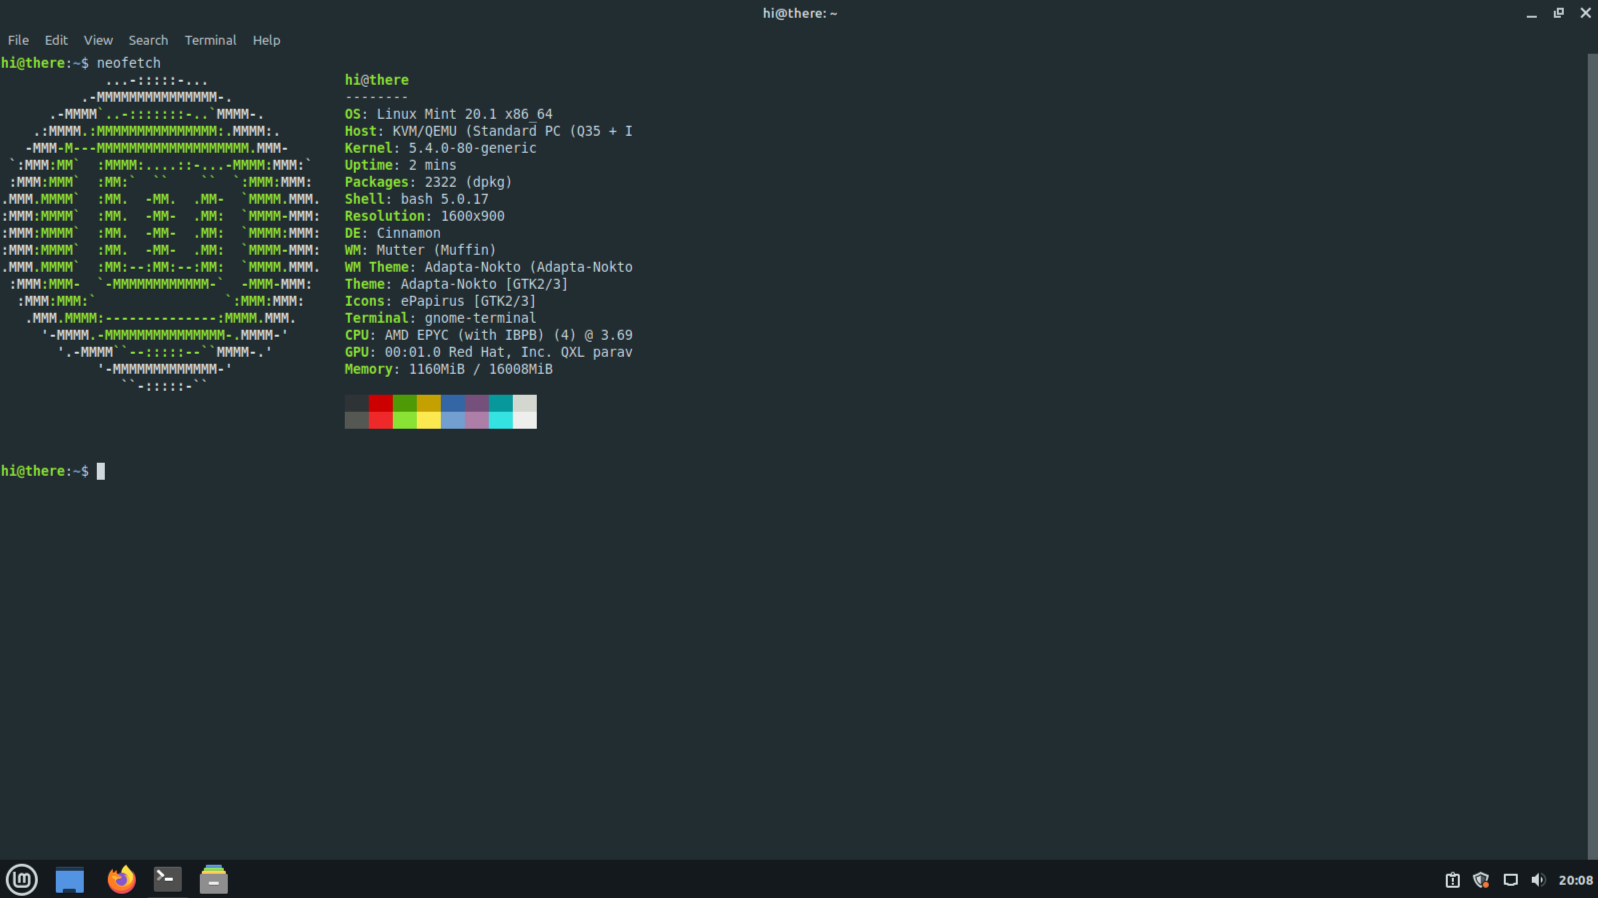 hi@there: ~
File Edit View Search Terminal Help
hi@there:~$ neofetch
             ...-:::::-...                 hi@there
          .-MMMMMMMMMMMMMMM-.              --------
      .-MMMM`..-:::::::-..`MMMM-.          OS: Linux Mint 20.1 x86_64
    .:MMMM.:MMMMMMMMMMMMMMM:.MMMM:.        Host: KVM/QEMU (Standard PC (Q35 + I
   -MMM-M---MMMMMMMMMMMMMMMMMMM.MMM-       Kernel: 5.4.0-80-generic
 `:MMM:MM`  :MMMM:....::-...-MMMM:MMM:`    Uptime: 2 mins
 :MMM:MMM`  :MM:`  ``    ``  `:MMM:MMM:    Packages: 2322 (dpkg)
.MMM.MMMM`  :MM.  -MM.  .MM-  `MMMM.MMM.   Shell: bash 5.0.17
:MMM:MMMM`  :MM.  -MM-  .MM:  `MMMM-MMM:   Resolution: 1600x900
:MMM:MMMM`  :MM.  -MM-  .MM:  `MMMM:MMM:   DE: Cinnamon
:MMM:MMMM`  :MM.  -MM-  .MM:  `MMMM-MMM:   WM: Mutter (Muffin)
.MMM.MMMM`  :MM:--:MM:--:MM:  `MMMM.MMM.   WM Theme: Adapta-Nokto (Adapta-Nokto
 :MMM:MMM-  `-MMMMMMMMMMMM-`  -MMM-MMM:    Theme: Adapta-Nokto [GTK2/3]
  :MMM:MMM:`                `:MMM:MMM:     Icons: ePapirus [GTK2/3]
   .MMM.MMMM:--------------:MMMM.MMM.      Terminal: gnome-terminal
     '-MMMM.-MMMMMMMMMMMMMMM-.MMMM-'       CPU: AMD EPYC (with IBPB) (4) @ 3.69
       '.-MMMM``--:::::--``MMMM-.'         GPU: 00:01.0 Red Hat, Inc. QXL parav
            '-MMMMMMMMMMMMM-'              Memory: 1160MiB / 16008MiB
               ``-:::::-``
hi@there:~$
20:08